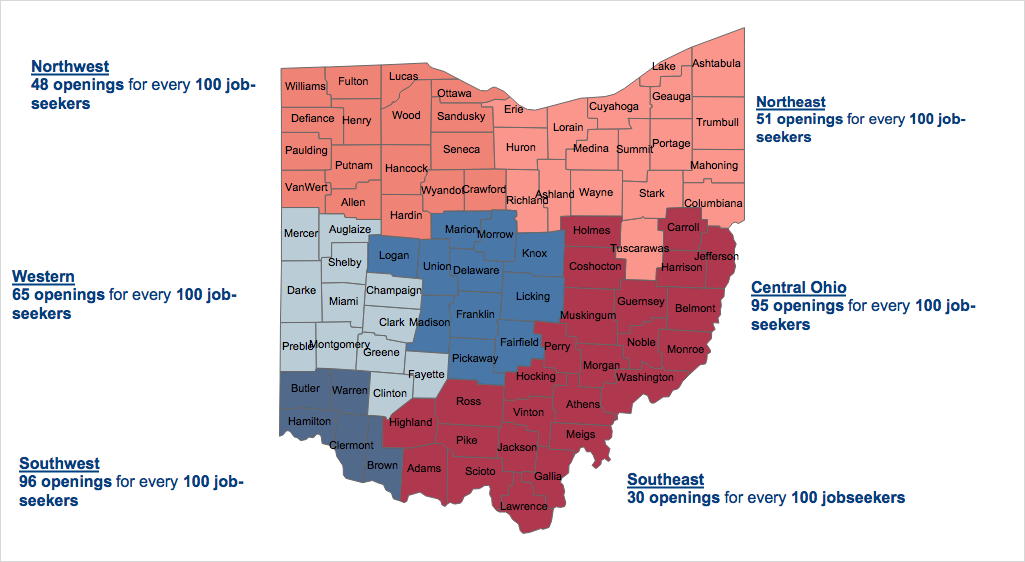 Northwest
48 openings for every 100 job-
seekers
Northeast
51 openings for every 100 job-
seekers
Western
65 openings for every 100 job-
seekers
Central Ohio
95 openings for every 100 job-
seekers
Southwest
96 openings for every 100 job-
seekers
Southeast
30 openings for every 100 jobseekers
Williams
Fulton
Lucas
Ottawa
Defiance
Henry
Wood
Sandusky
Paulding
Putnam
Hancock
Seneca
VanWert
Allen
Wyandot
Crawford
Hardin
Erie
Huron
Lorain
Cuyahoga
Lake
Geauga
Ashtabula
Trumbull
Medina
Summit
Portage
Mahoning
Richland
Ashland
Wayne
Stark
Columbiana
Tuscarawas
Mercer
Auglaize
Shelby
Darke
Miami
Champaign
Clark
Preble
Montgomery
Greene
Fayette
Clinton
Logan
Union
Marion
Morrow
Delaware
Knox
Licking
Franklin
Madison
Pickaway
Fairfield
Holmes
Coshocton
Carroll
Jefferson
Harrison
Guernsey
Belmont
Muskingum
Noble
Monroe
Perry
Morgan
Washington
Hocking
Athens
Ross
Vinton
Meigs
Highland
Pike
Jackson
Gallia
Adams
Scioto
Lawrence
Butler
Warren
Hamilton
Clermont
Brown